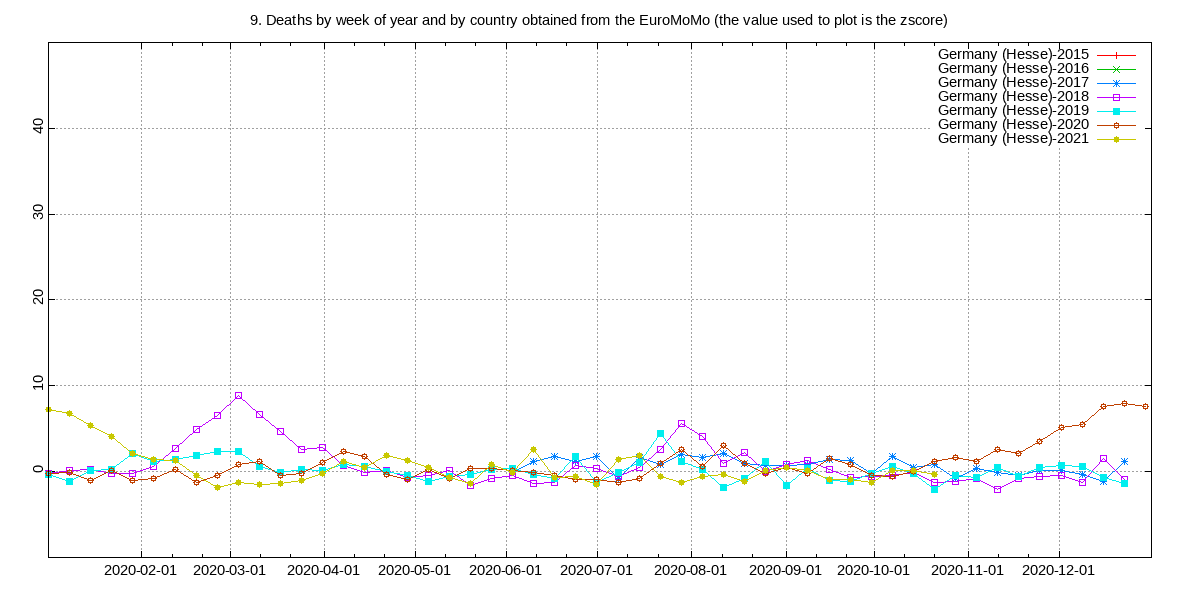 9. Deaths by week of year and by country obtained from the EuroMoMo (the value used to plot is the zscore)
Germany (Hesse)-2015
Germany (Hesse)-2016
Germany (Hesse)-2017
Germany (Hesse)-2018
Germany (Hesse)-2019
Germany (Hesse)-2020
Germany (Hesse)-2021
40
30
20
10
0
2020-02-01 2020-03-01 2020-04-01 2020-05-01 2020-06-01 2020-07-01 2020-08-01 2020-09-01 2020-10-01 2020-11-01 2020-12-01